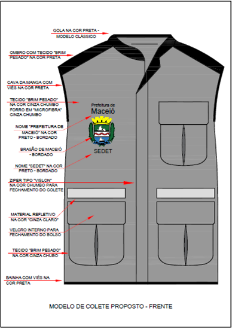 GOLA NA COR PRETA -
MODELO CLÁSSICO
OMBRO COM TECIDO "BRIM
PESADO" NA COR PRETA
CAVA DA MANGA COM
VIÉS NA COR PRETA
TECIDO "BRIM PESADO"
NA COR CINZA CHUMBO
FORRO EM "MICROFIBRA"
CINZA CHUMBO
Prefeitura de
Maceió
NOME "PREFEITURA DE
MACEIÓ" NA COR
PRETO - BORDADO
BRASÃO DE MACEIÓ
- BORDADO
SEDET
NOME "SEDET" NA COR
PRETO - BORDADO
ZÍPER TIPO "VISLON"
NA COR CHUMBO PARA
FECHAMENTO DO COLETE
MATERIAL REFLETIVO
NA COR "CINZA CLARO"
VELCRO INTERNO PARA
FECHAMENTO DO BOLSO
TECIDO "BRIM PESADO"
NA COR CINZA CHUBO
BAINHA COM VIÉS NA
COR PRETA
MODELO DE COLETE PROPOSTO - FRENTE